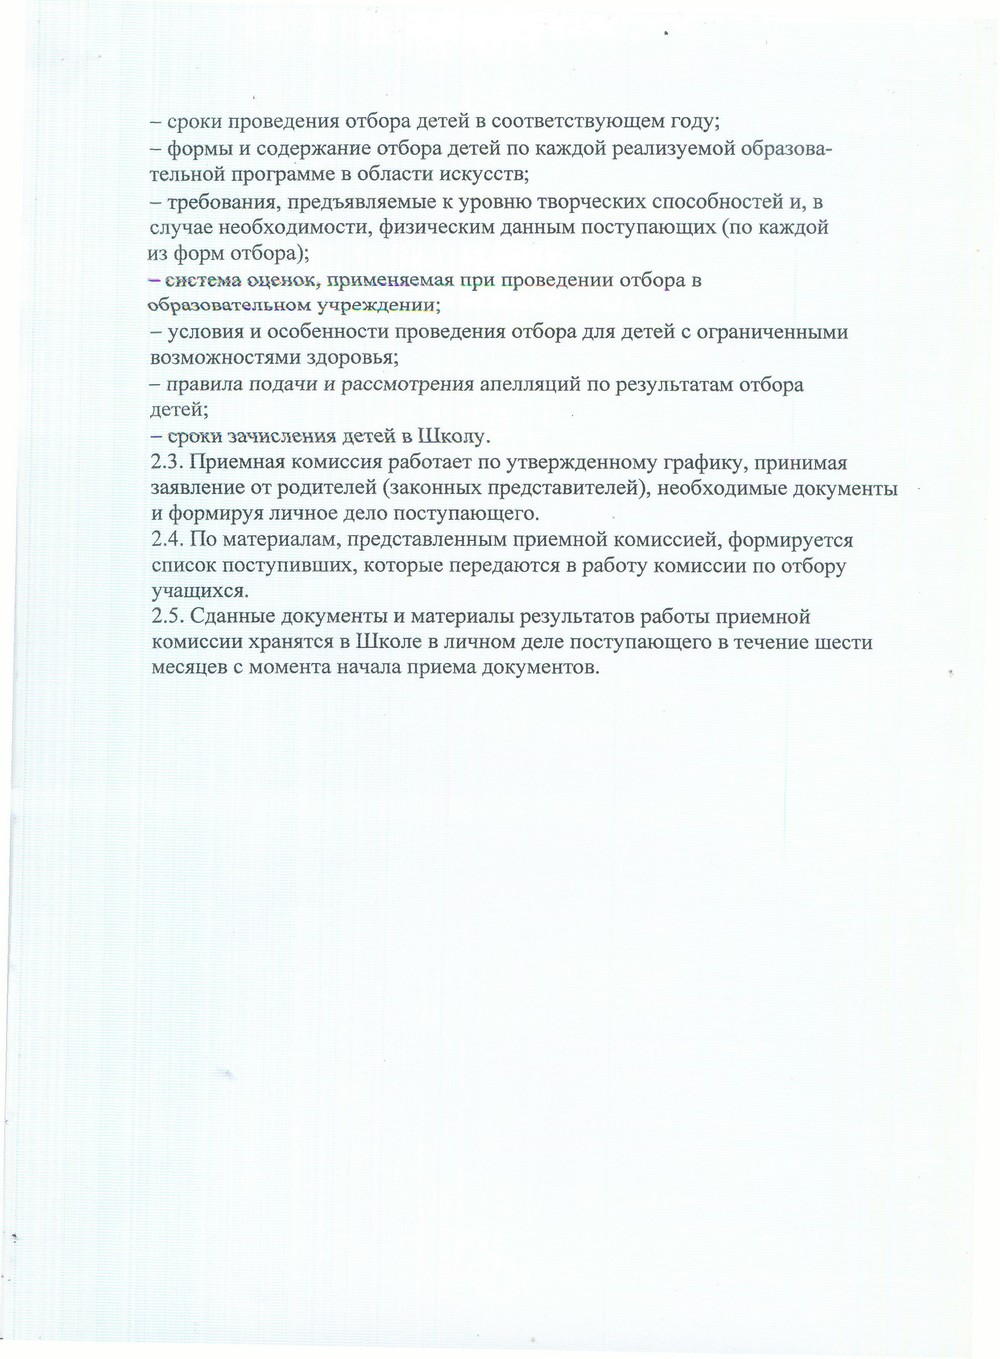 – сроки проведения отбора детей в соответствующем году;
– формы и содержание отбора детей по каждой реализуемой образова-
тельной программе в области искусств;
– требования, предъявляемые к уровню творческих способностей и, в
случае необходимости, физическим данным поступающих (по каждой
из форм отбора);
– система оценок, применяемая при проведении отбора в
образовательном учреждении;
– условия и особенности проведения отбора для детей с ограниченными
возможностями здоровья;
– правила подачи и рассмотрения апелляций по результатам отбора
детей;
– сроки зачисления детей в Школу.
2.3. Приемная комиссия работает по утвержденному графику, принимая
заявление от родителей (законных представителей), необходимые документы
и формируя личное дело поступающего.
2.4. По материалам, представленным приемной комиссией, формируется
список поступивших, которые передаются в работу комиссии по отбору
учащихся.
2.5. Сданные документы и материалы результатов работы приемной
комиссии хранятся в Школе в личном деле поступающего в течение шести
месяцев с момента начала приема документов.